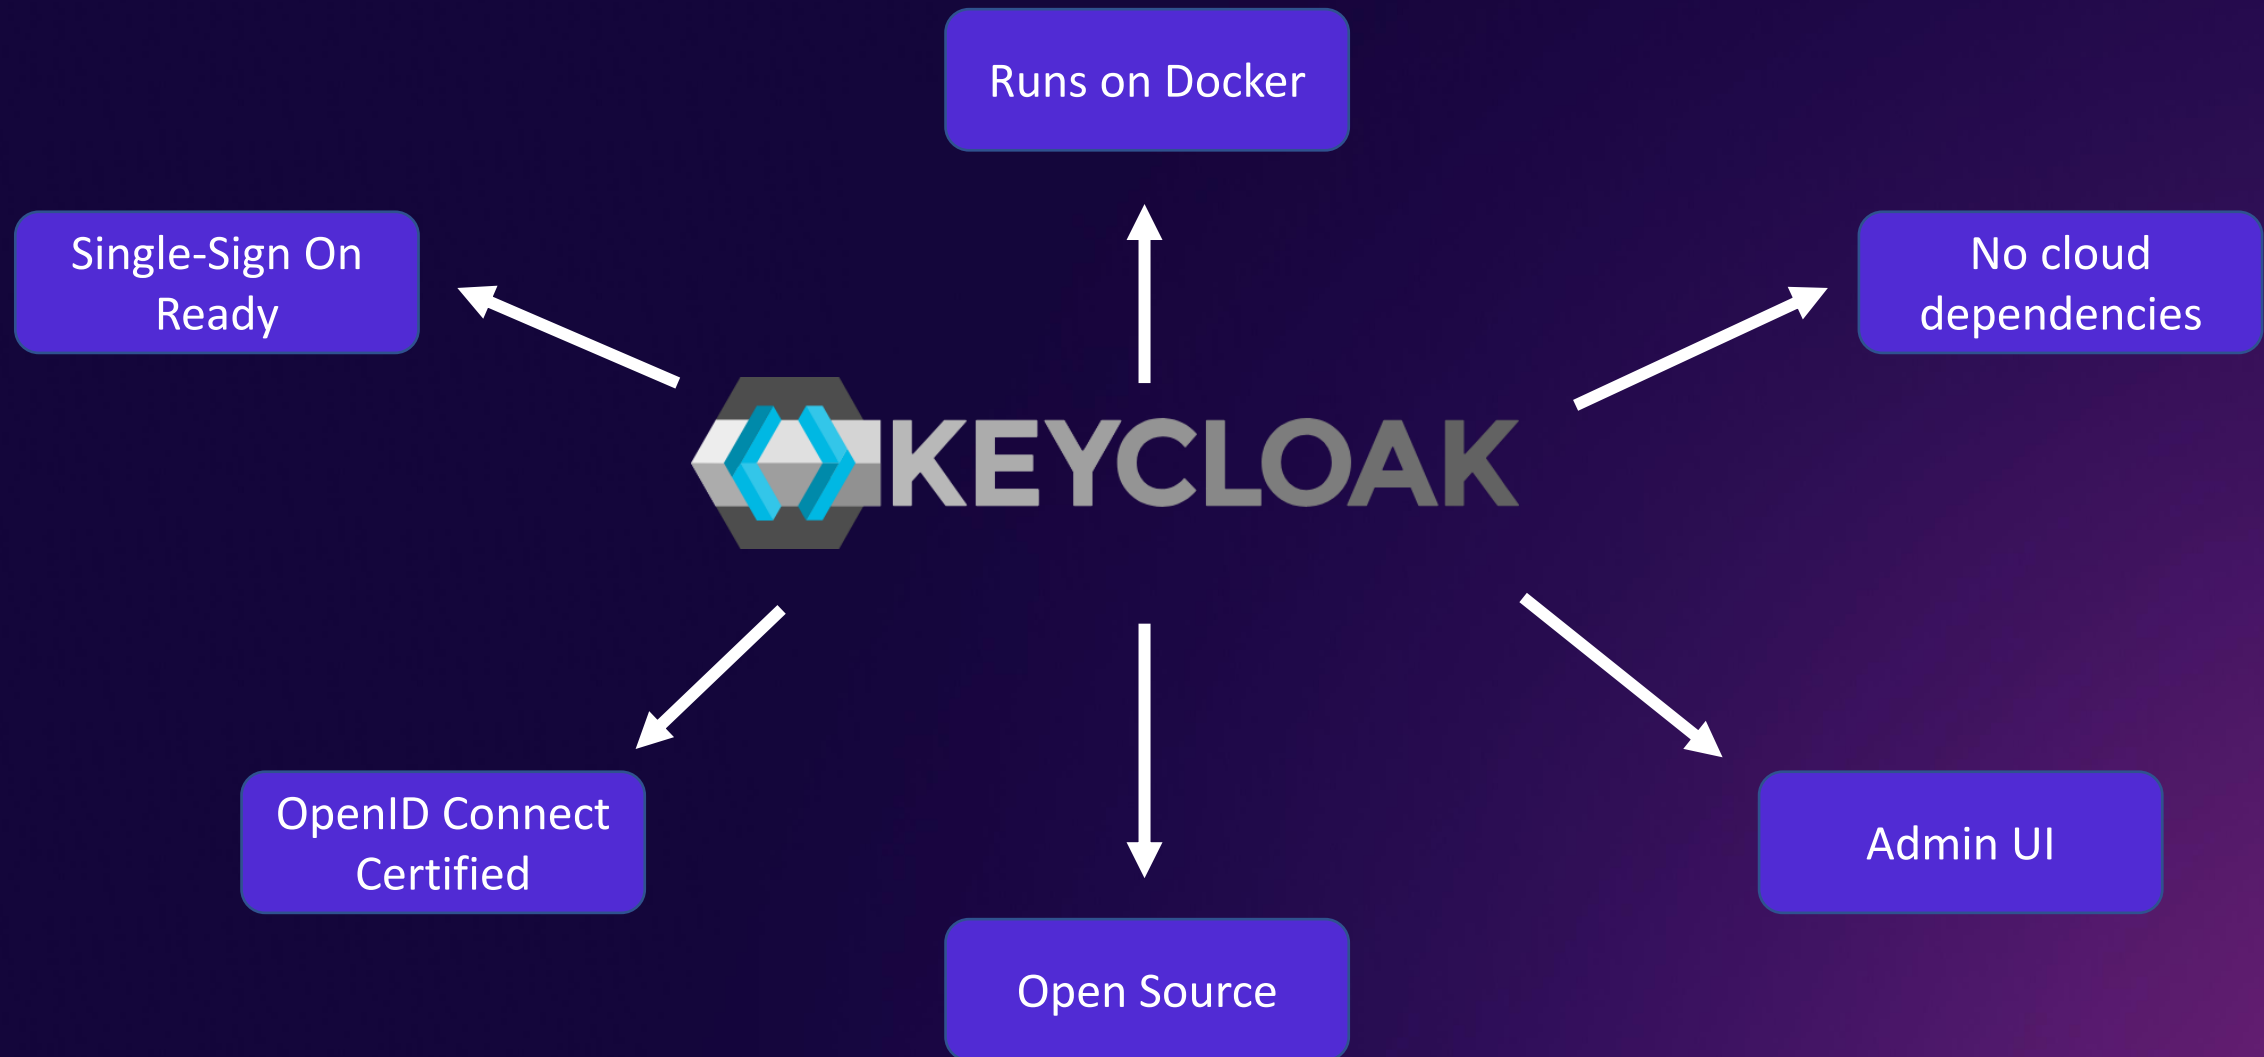 Runs on Docker
Single-Sign On
Ready
No cloud
dependencies
KEYCLOAK
OpenID Connect
Certified
Admin UI
Open Source